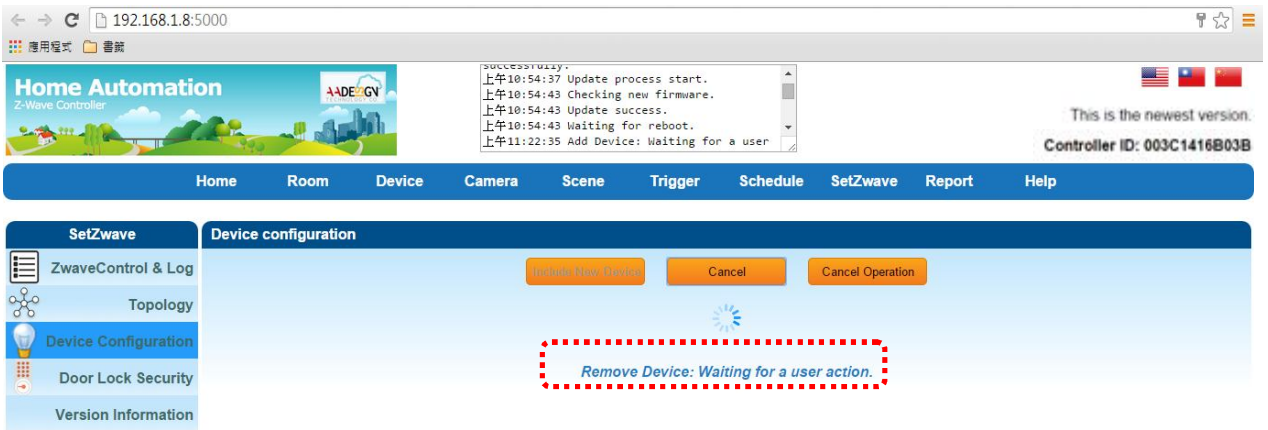 192.168.1.8:5000
應用程式 書籤
Home Automation
Z-Wave Controller
AADESIGN
TECHNOLOGY CO.
successfully.
上午10:54:37 Update process start.
上午10:54:43 Checking new firmware.
上午10:54:43 Update success.
上午10:54:43 Waiting for reboot.
上午11:22:35 Add Device: Waiting for a user
This is the newest version.
Controller ID: 003C1416B03B
Home Room Device Camera Scene Trigger Schedule SetZwave Report Help
SetZwave
Device configuration
ZwaveControl & Log
Topology
Device Configuration
Door Lock Security
Version Information
Include New Device Cancel Cancel Operation
Remove Device: Waiting for a user action.